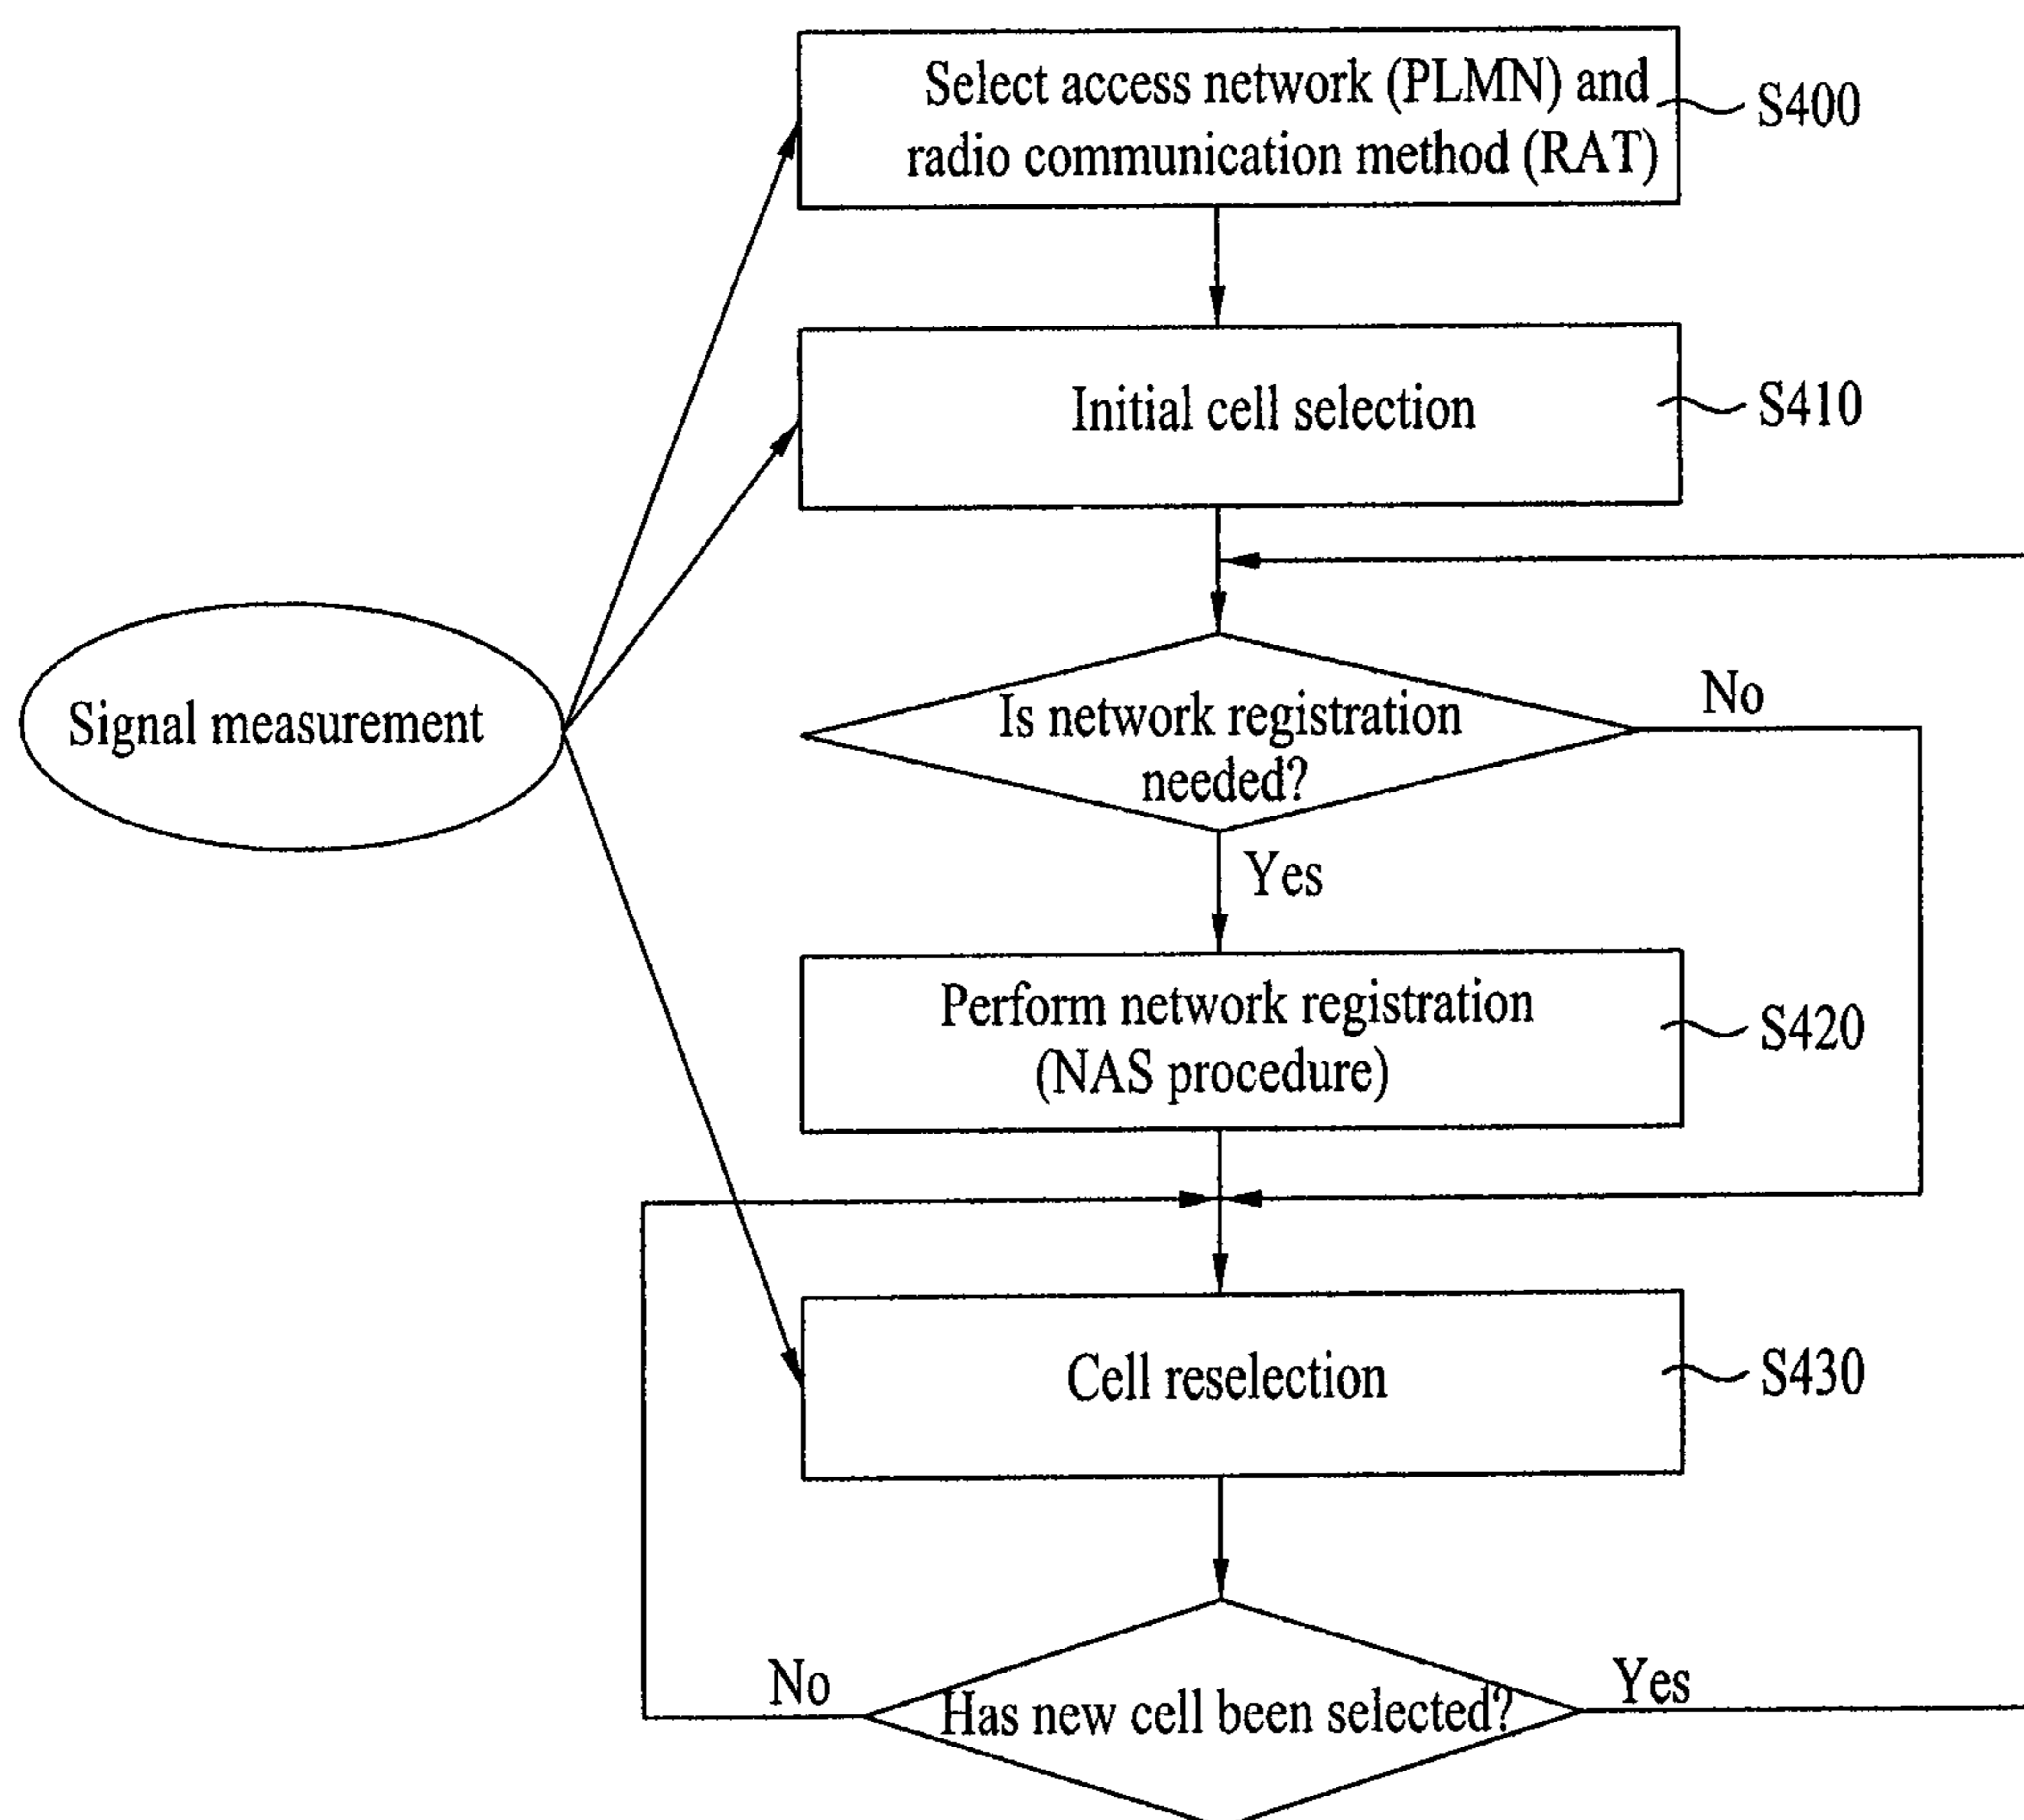 Select access network (PLMN) and
radio communication method (RAT)
S400
Initial cell selection
S410
Signal measurement
Is network registration
needed?
No
Yes
Perform network registration
(NAS procedure)
S420
Cell reselection
S430
No
Has new cell been selected?
Yes